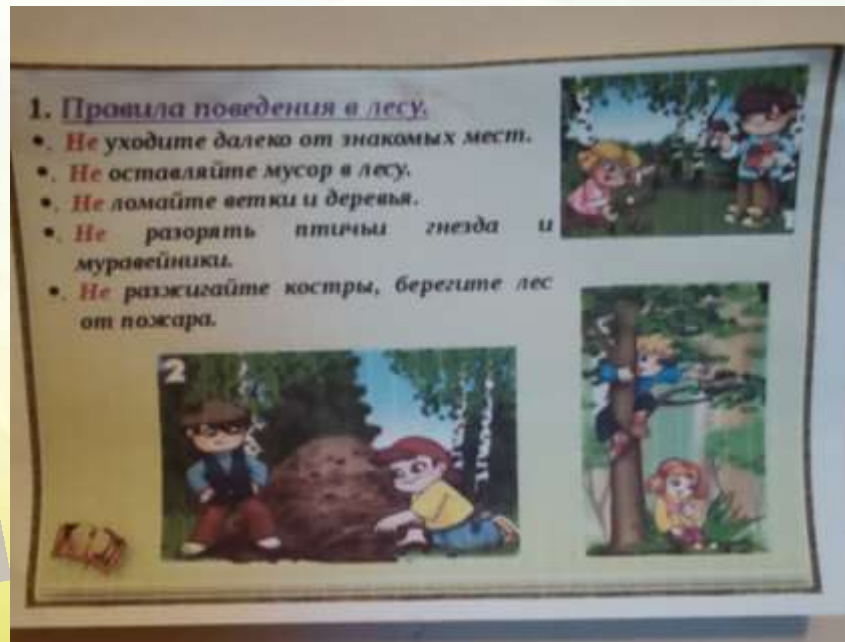 1. Правила поведения в лесу.
•. Не уходите далеко от знакомых мест.
•. Не оставляйте мусор в лесу.
•. Не ломайте ветки и деревья.
•. Не разорять птичьи гнезда и
муравейники.
•. Не разжигайте костры, берегите лес
от пожара.
2